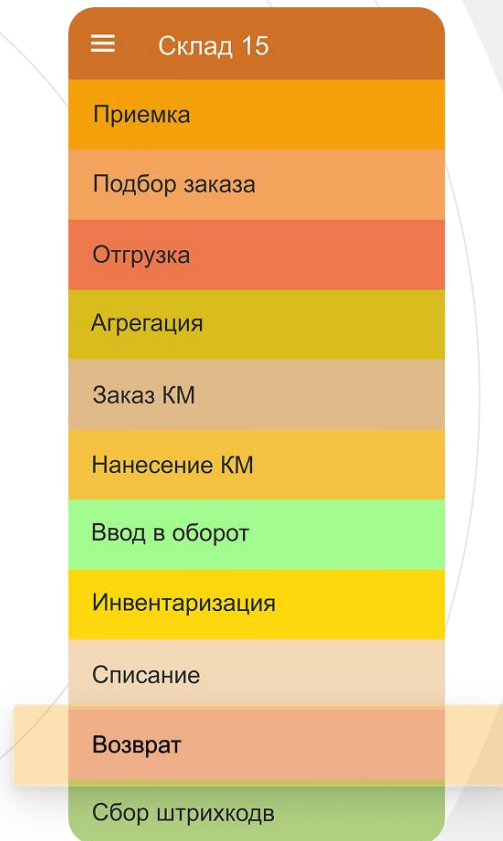 Склад 15
Приемка
Подбор заказа
Отгрузка
Агрегация
Заказ КМ
Нанесение КМ
Ввод в оборот
Инвентаризация
Списание
Возврат
Сбор штрихкодв